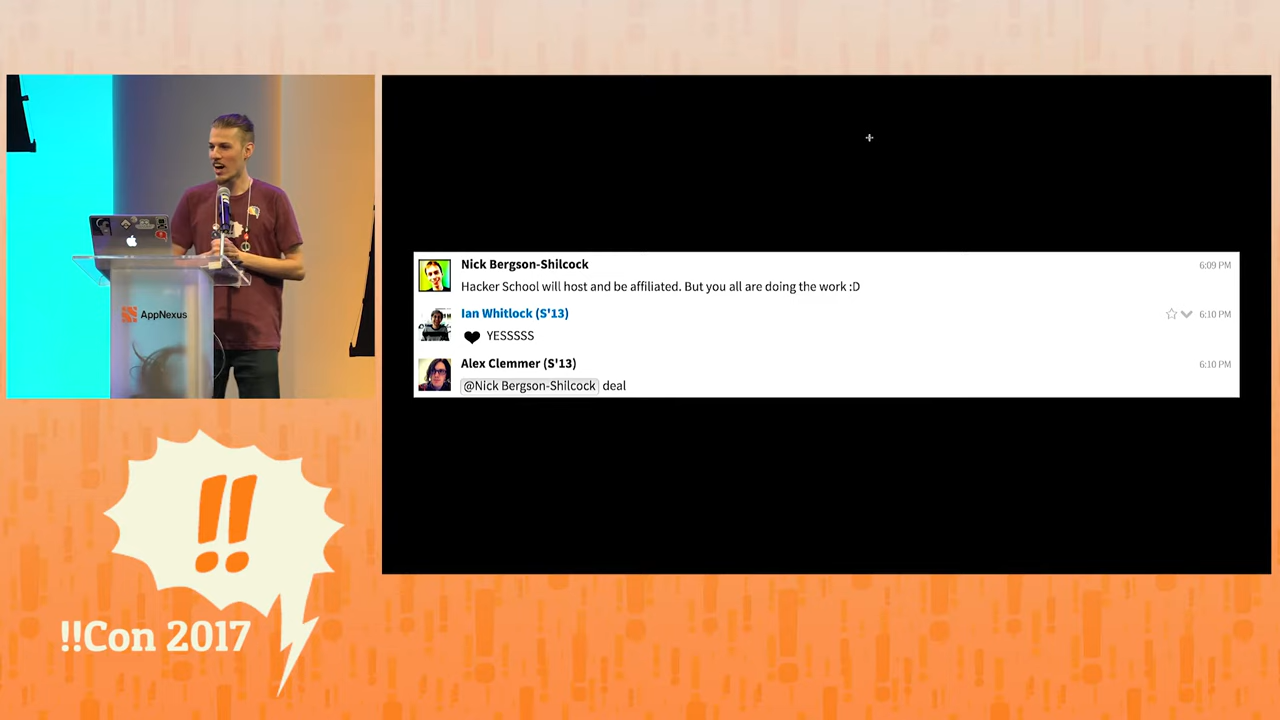 Nick Bergson-Shilcock
6:09 PM
Hacker School will host and be affiliated. But you all are doing the work :D
Ian Whitlock (S'13)
6:10 PM
YESSSSS
Alex Clemmer (S'13)
6:10 PM
@Nick Bergson-Shilcock deal
AppNexus
!!
!!Con 2017